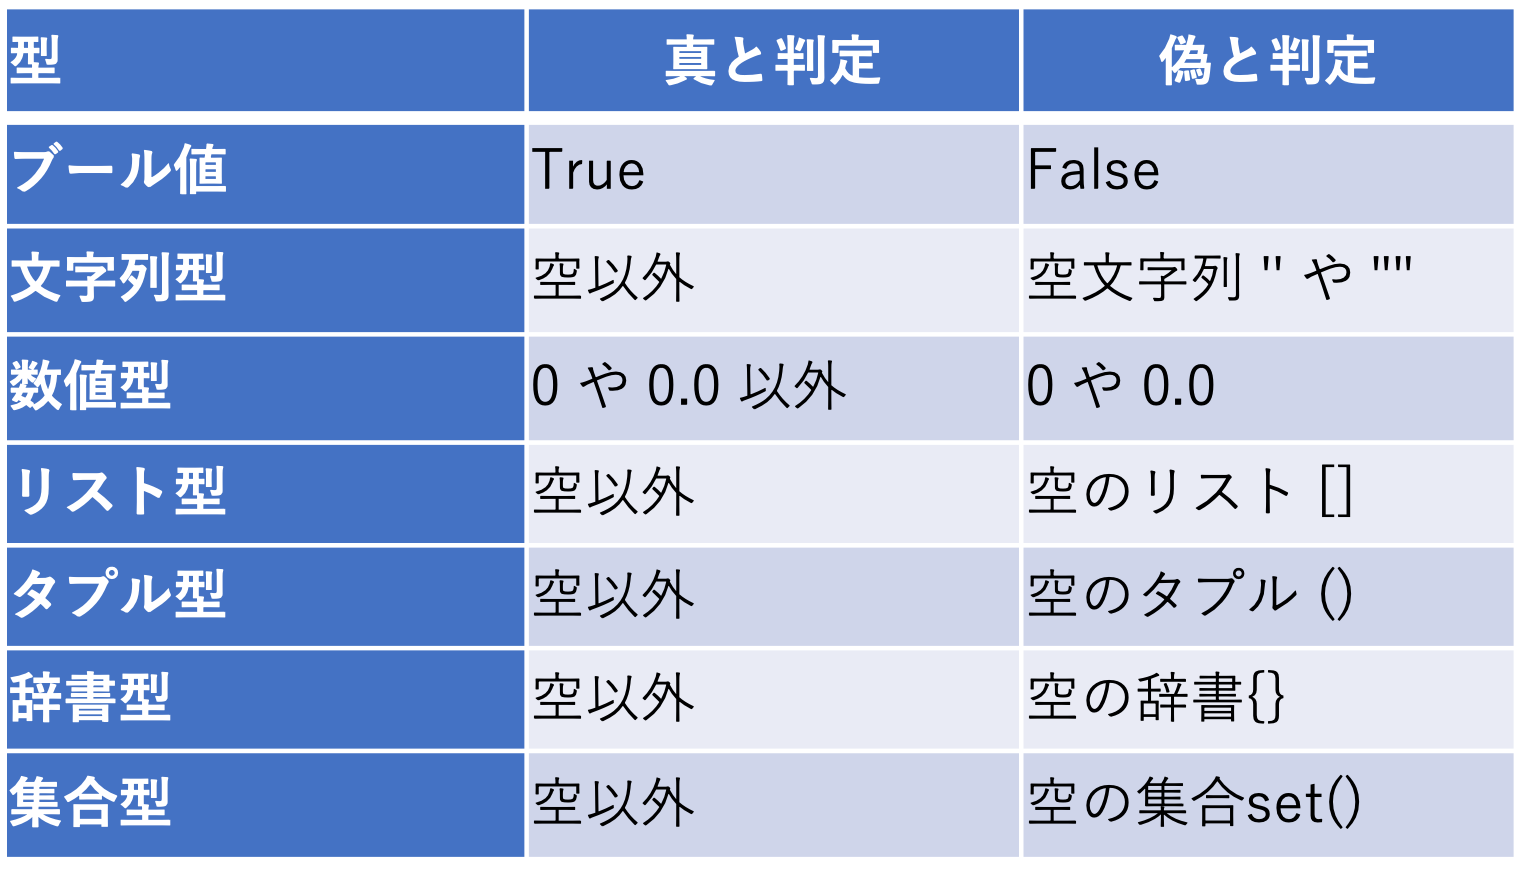 型 真と判定 偽と判定
ブール値 True False
文字列型 空以外 空文字列 '' や ""
数値型 0 や 0.0 以外 0 や 0.0
リスト型 空以外 空のリスト []
タプル型 空以外 空のタプル ()
辞書型 空以外 空の辞書{}
集合型 空以外 空の集合set()